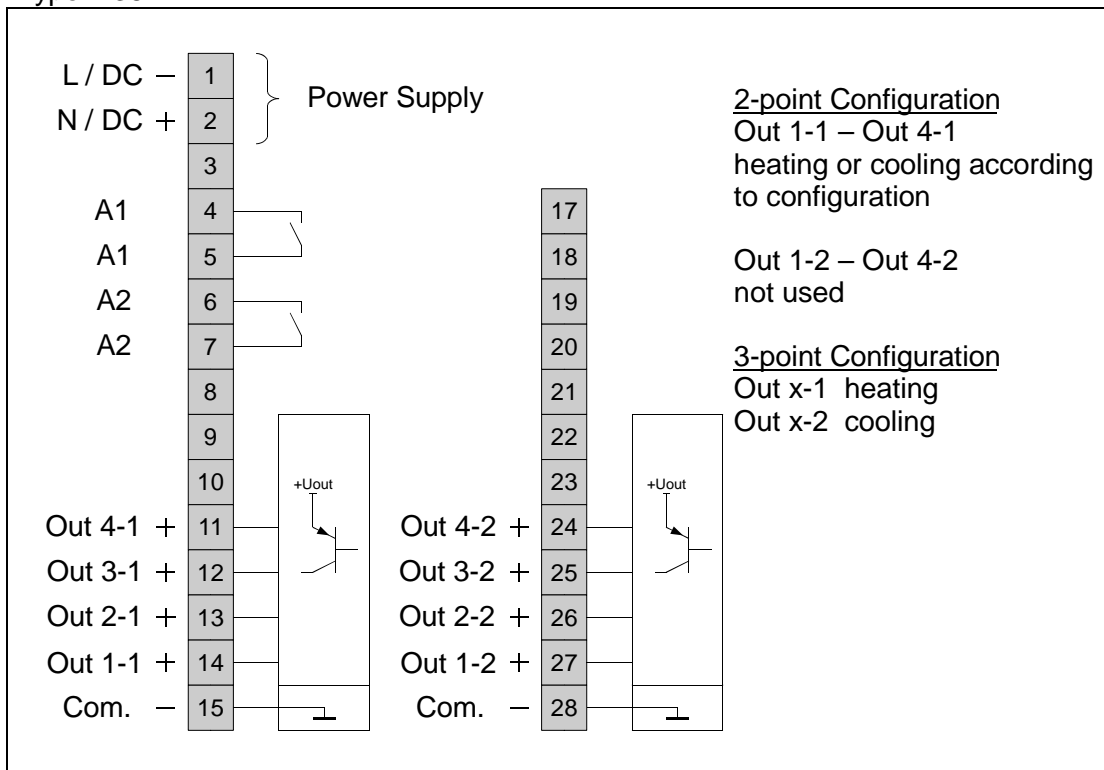 L / DC − 1
N / DC + 2
Power Supply
3
A1 4
A1 5
A2 6
A2 7
8
9
10
+Uout
Out 4-1 + 11
Out 3-1 + 12
Out 2-1 + 13
Out 1-1 + 14
Com. − 15
17
18
19
20
21
22
23
+Uout
Out 4-2 + 24
Out 3-2 + 25
Out 2-2 + 26
Out 1-2 + 27
Com. − 28
2-point Configuration
Out 1-1 – Out 4-1
heating or cooling according
to configuration
Out 1-2 – Out 4-2
not used
3-point Configuration
Out x-1 heating
Out x-2 cooling